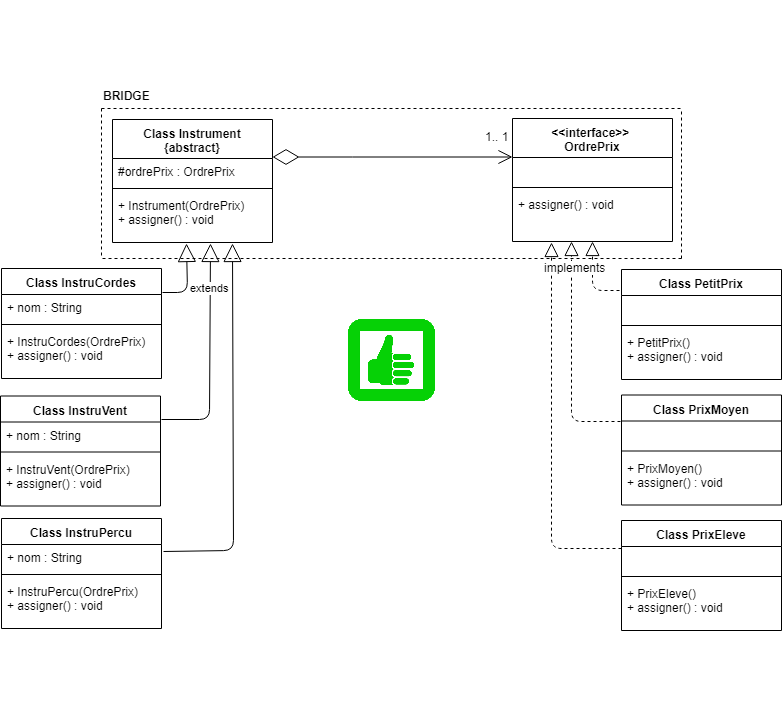 BRIDGE
Class Instrument
{abstract}
#ordrePrix : OrdrePrix
+ Instrument(OrdrePrix)
+ assigner() : void
1.. 1
<<interface>>
OrdrePrix
+ assigner() : void
extends
implements
Class InstruCordes
+ nom : String
+ InstruCordes(OrdrePrix)
+ assigner() : void
Class InstruVent
+ nom : String
+ InstruVent(OrdrePrix)
+ assigner() : void
Class InstruPercu
+ nom : String
+ InstruPercu(OrdrePrix)
+ assigner() : void
Class PetitPrix
+ PetitPrix()
+ assigner() : void
Class PrixMoyen
+ PrixMoyen()
+ assigner() : void
Class PrixEleve
+ PrixEleve()
+ assigner() : void